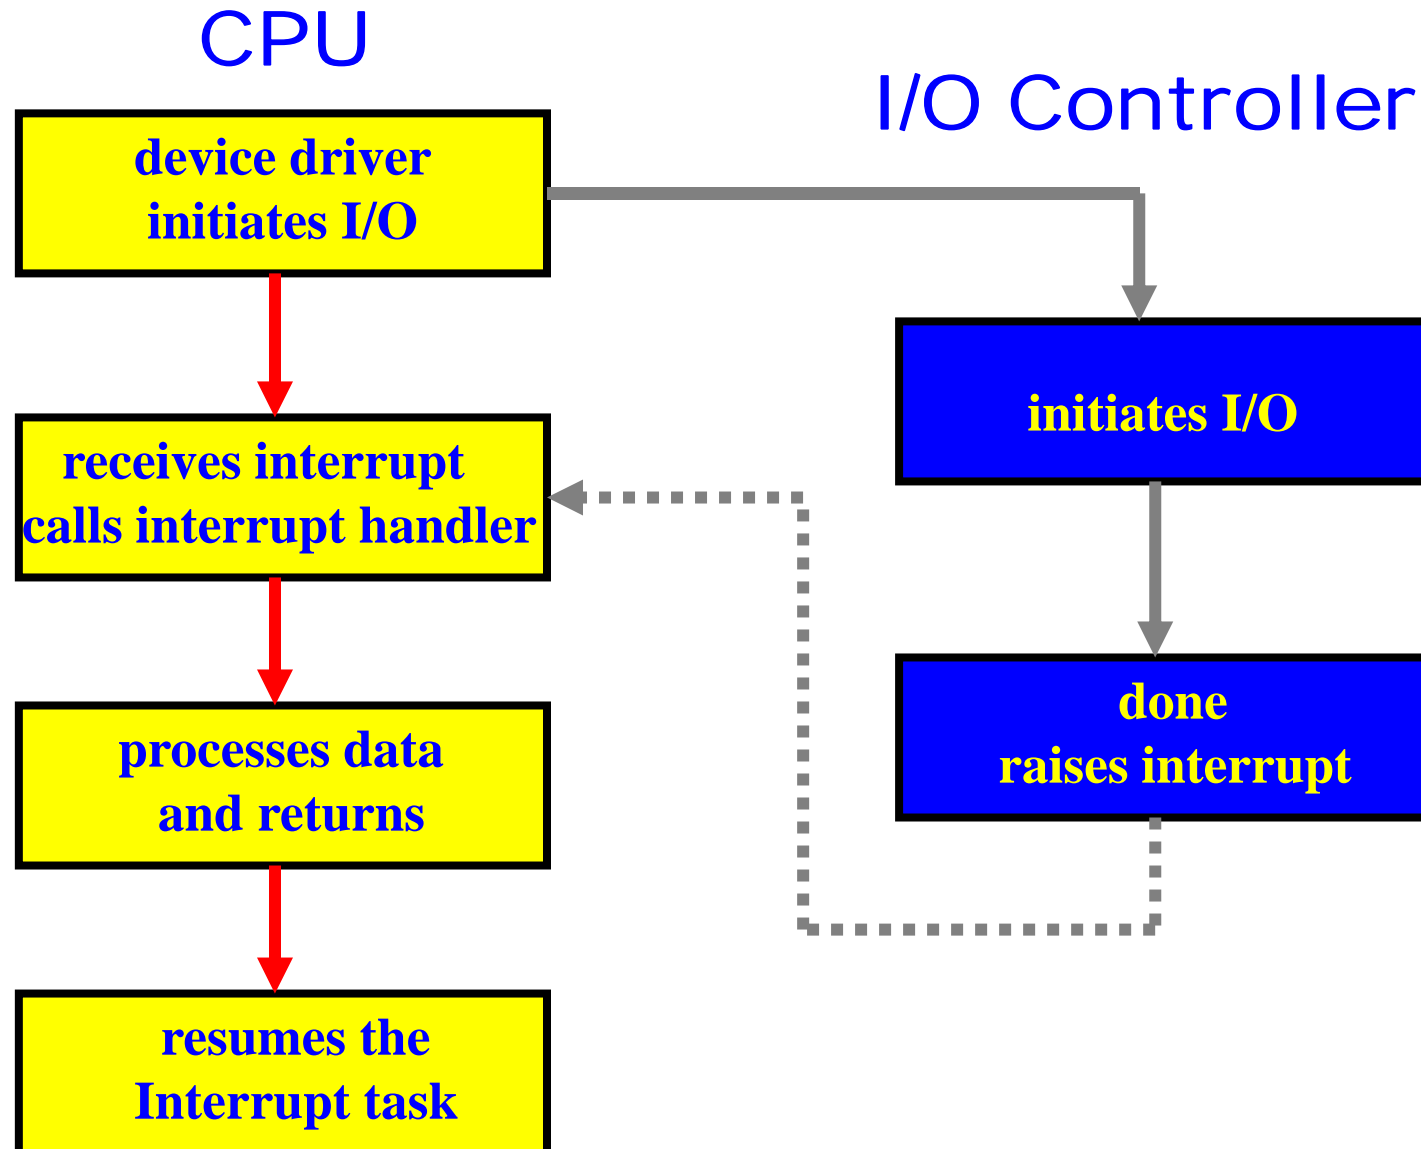 CPU
I/O Controller
device driver
initiates I/O
initiates I/O
receives interrupt
calls interrupt handler
done
raises interrupt
processes data
and returns
resumes the
Interrupt task